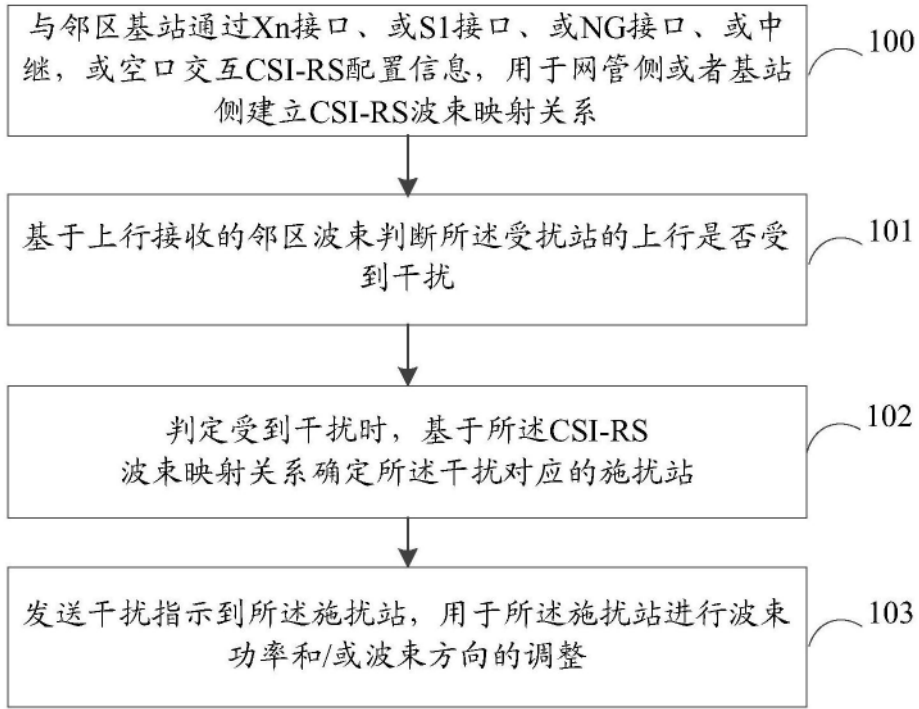 与邻区基站通过Xn接口、或S1接口、或NG接口、或中
继，或空口交互CSI-RS配置信息，用于网管侧或者基站
侧建立CSI-RS波束映射关系
100
基于上行接收的邻区波束判断所述受扰站的上行是否受
到干扰
101
判定受到干扰时，基于所述CSI-RS
波束映射关系确定所述干扰对应的施扰站
102
发送干扰指示到所述施扰站，用于所述施扰站进行波束
功率和/或波束方向的调整
103